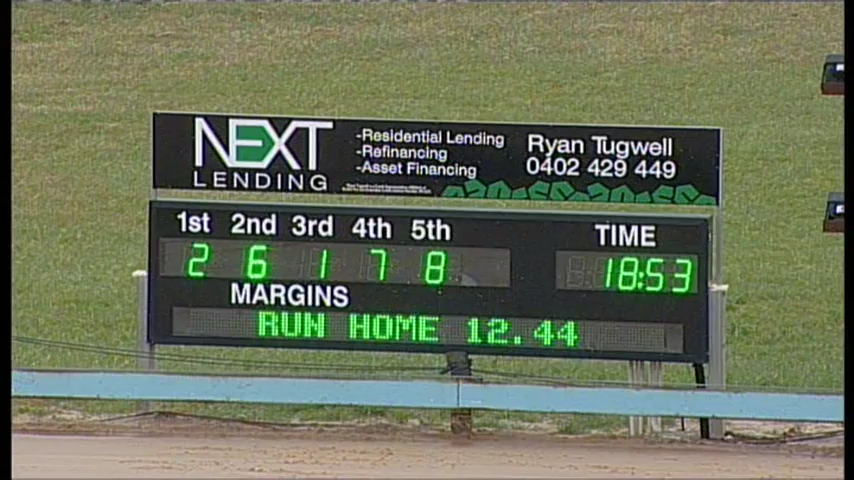 NEXT
LENDING
-Residential Lending
-Refinancing
-Asset Financing
Ryan Tugwell
0402 429 449
1st 2nd 3rd 4th 5th
TIME
2 6 1 7 8
18:53
MARGINS
RUN HOME 12.44